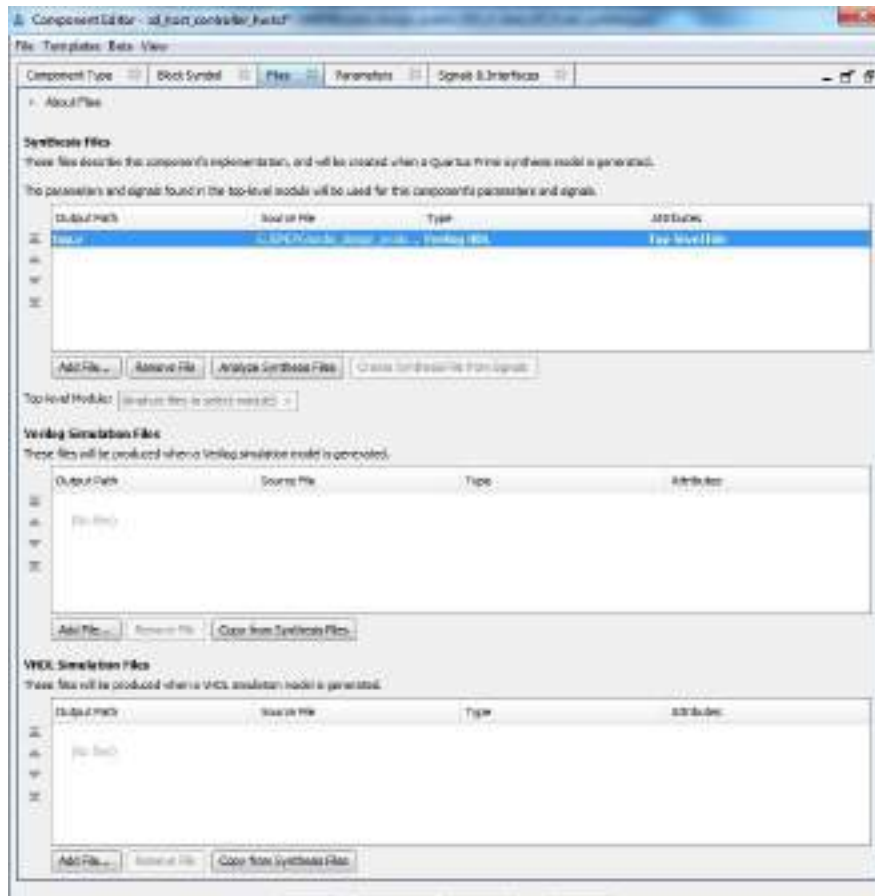 Component Editor - sd_host_controller_hw.tcl*
File Templates Beta View
Component Type Block Symbol Files Parameters Signals & Interfaces
About Files
Synthesis Files
These files describe this component's implementation, and will be created when a Quartus Prime synthesis model is generated.
The parameters and signals found in the top-level module will be used for this component's parameters and signals.
Output Path Source File Type Attributes
Verilog HDL Top-level File
Add File... Remove File Analyze Synthesis Files Create Synthesis File from Signals
Top-level Module: (Analyze files to select module)
Verilog Simulation Files
These files will be produced when a Verilog simulation model is generated.
Output Path Source File Type Attributes
(No files)
Add File... Remove File Copy from Synthesis Files
VHDL Simulation Files
These files will be produced when a VHDL simulation model is generated.
Output Path Source File Type Attributes
(No files)
Add File... Remove File Copy from Synthesis Files